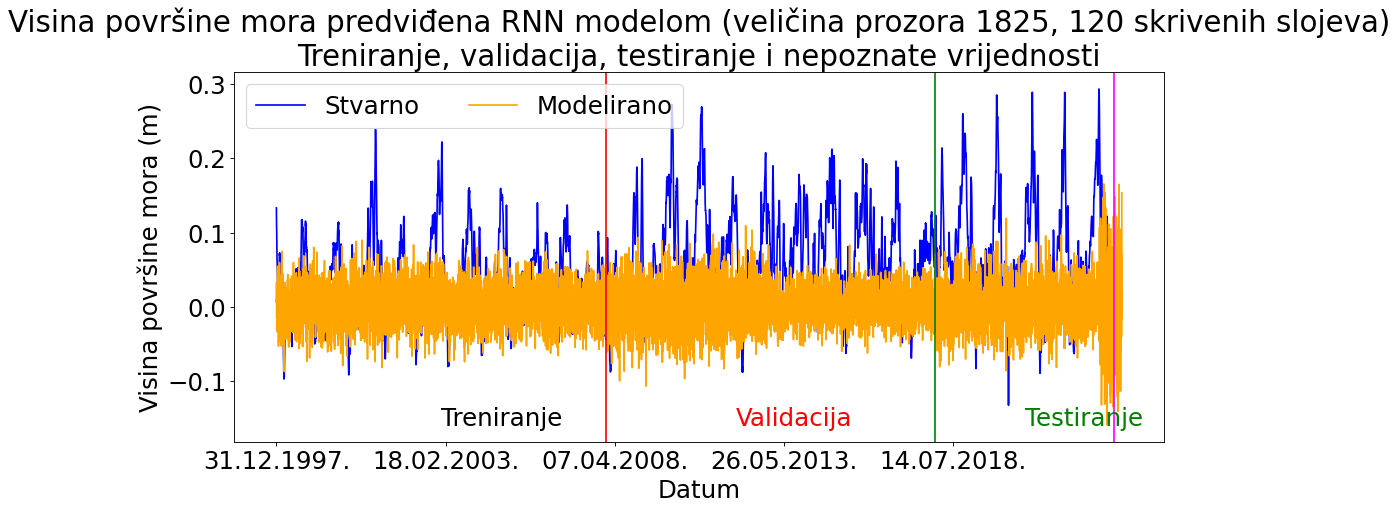 Visina površine mora predviđena RNN modelom (veličina prozora 1825, 120 skrivenih slojeva)
Treniranje, validacija, testiranje i nepoznate vrijednosti
Stvarno
Modelirano
Visina površine mora (m)
0.3
0.2
0.1
0.0
−0.1
Treniranje
Validacija
Testiranje
31.12.1997.
18.02.2003.
07.04.2008.
26.05.2013.
14.07.2018.
Datum